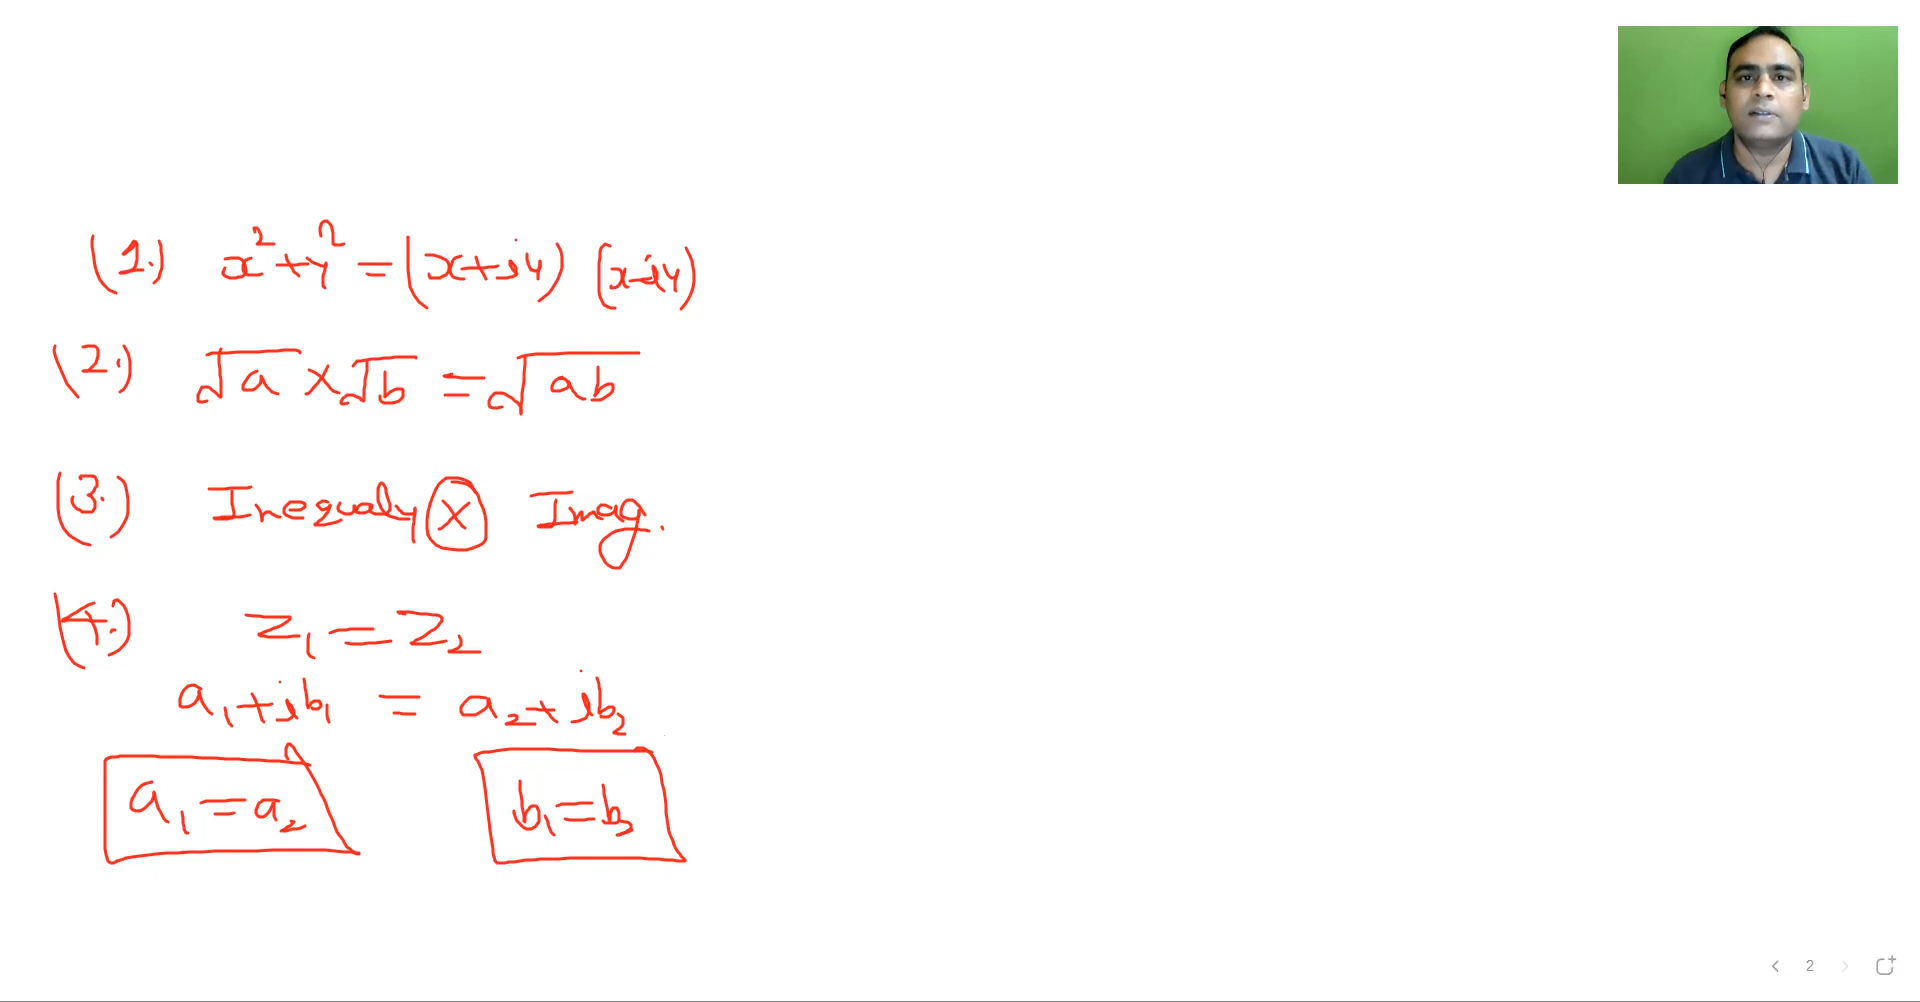 (1.) x²+y² = (x+iy) (x-iy)
(2.) √a × √b = √ab
(3.) Inequaly X Imag.
(4.) z₁ = z₂
a₁+ib₁ = a₂+ib₂
a₁=a₂ b₁=b₂
2